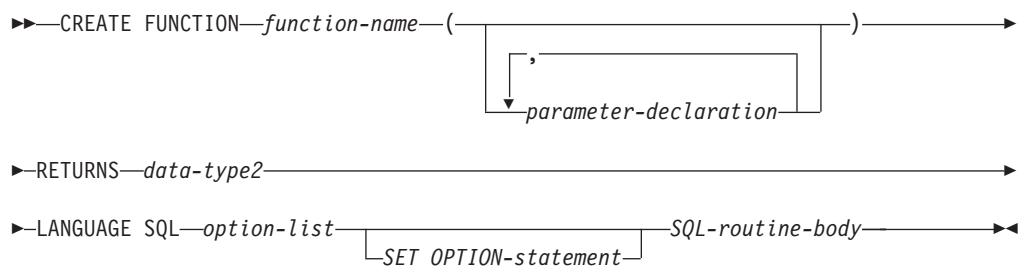 CREATE FUNCTION function-name ( )
,
parameter-declaration
RETURNS data-type2
LANGUAGE SQL option-list SQL-routine-body
SET OPTION-statement